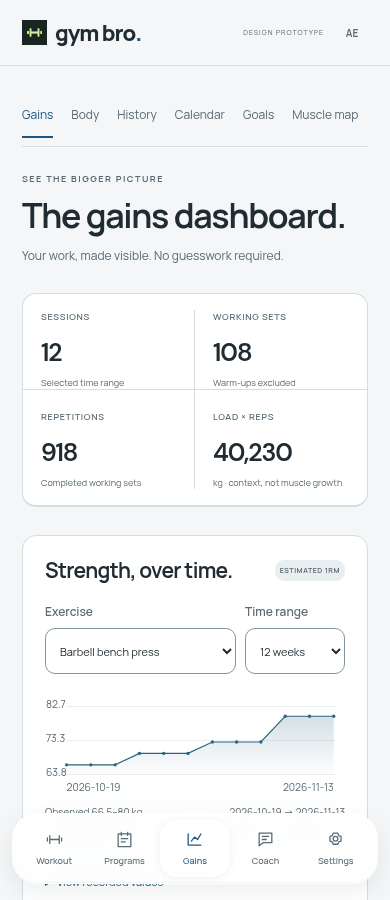 gym bro.
DESIGN PROTOTYPE
AE
Gains Body History Calendar Goals Muscle map
SEE THE BIGGER PICTURE
The gains dashboard.
Your work, made visible. No guesswork required.
SESSIONS
12
Selected time range
WORKING SETS
108
Warm-ups excluded
REPETITIONS
918
Completed working sets
LOAD × REPS
40,230
kg · context, not muscle growth
Strength, over time.
ESTIMATED 1RM
Exercise
Barbell bench press
Time range
12 weeks
82.7
73.3
63.8
2026-10-19
2026-11-13
Observed 66.5–80 kg
2026-10-19 → 2026-11-13
View recorded values
Workout
Programs
Gains
Coach
Settings